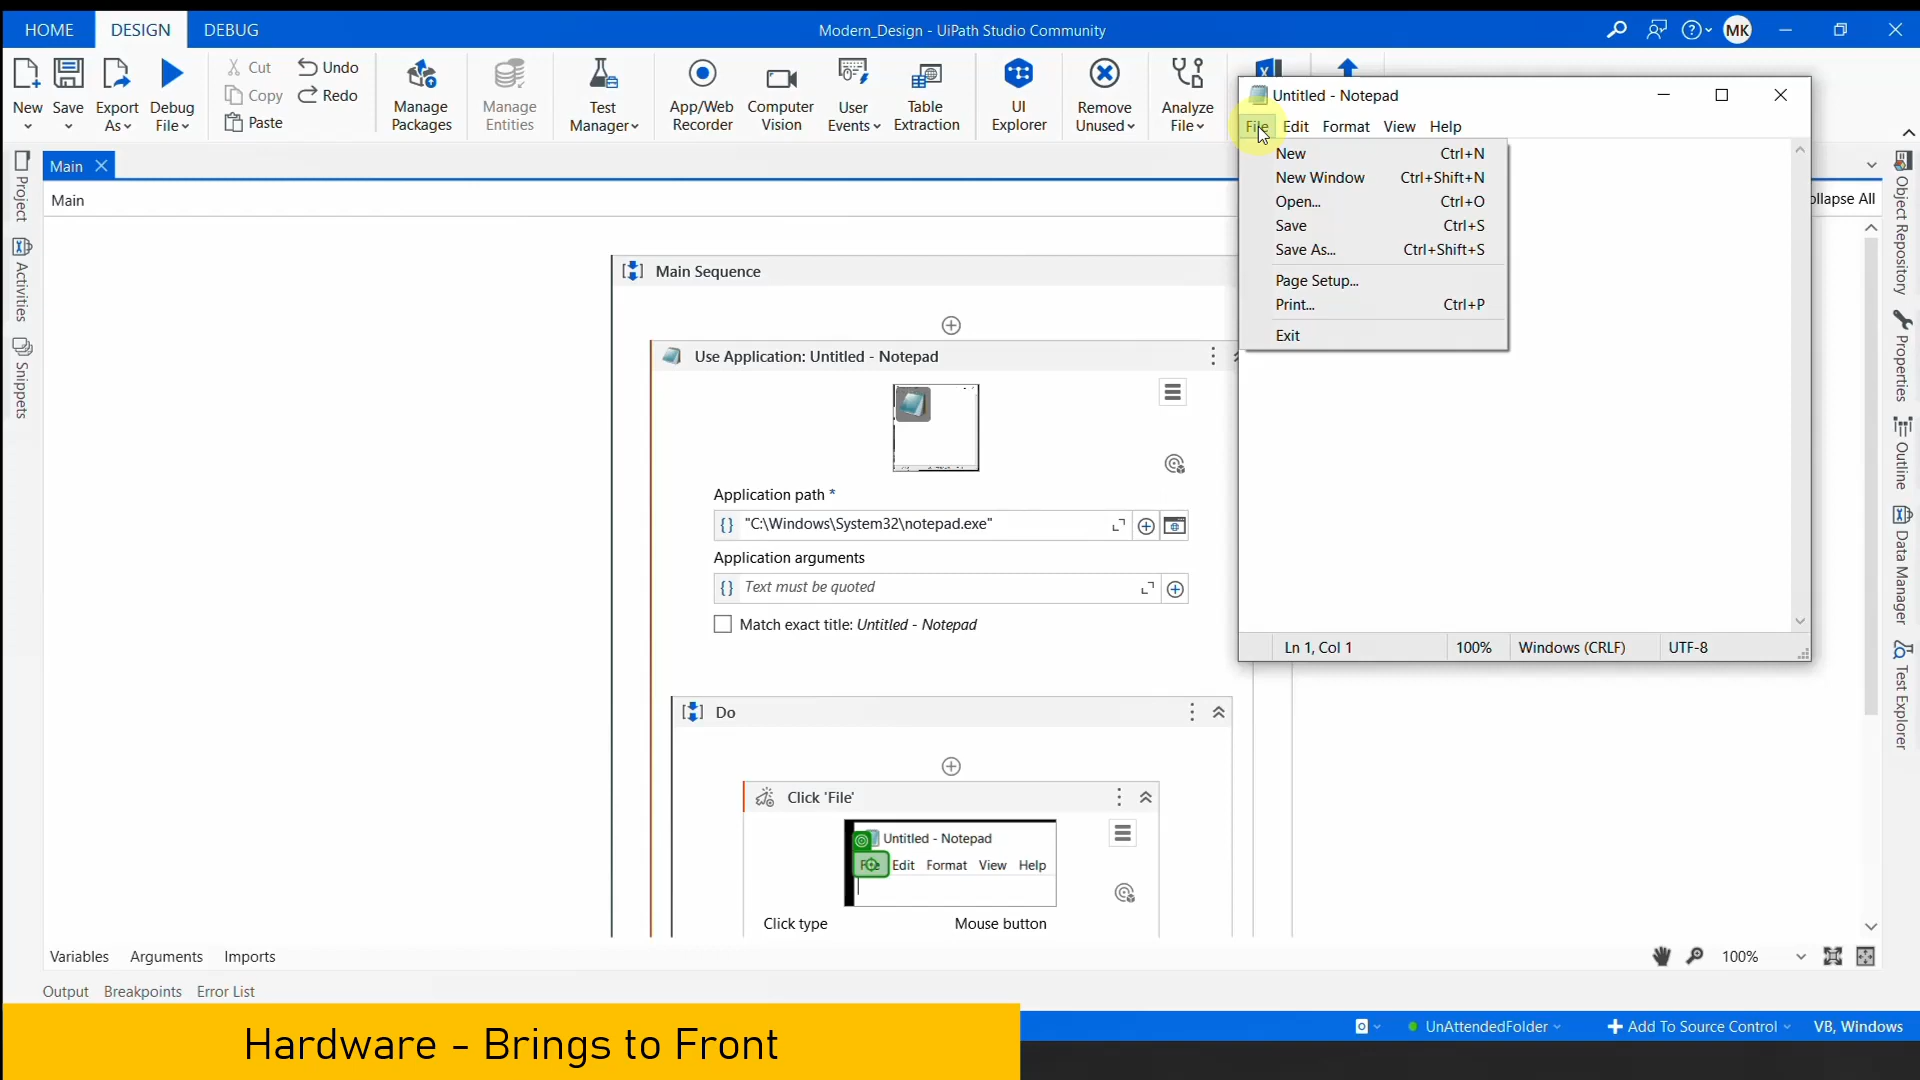 HOME DESIGN DEBUG
Modern_Design - UiPath Studio Community
MK
New
Save
Export As
Debug File
Cut
Copy
Paste
Undo
Redo
Manage Packages
Manage Entities
Test Manager
App/Web Recorder
Computer Vision
User Events
Table Extraction
UI Explorer
Remove Unused
Analyze File
Project
Activities
Snippets
Main
Main
ollapse All
Main Sequence
Use Application: Untitled - Notepad
Application path *
"C:\Windows\System32\notepad.exe"
Application arguments
Text must be quoted
Match exact title: Untitled - Notepad
Do
Click 'File'
Untitled - Notepad
File Edit Format View Help
Click type Mouse button
Untitled - Notepad
File Edit Format View Help
New Ctrl+N
New Window Ctrl+Shift+N
Open... Ctrl+O
Save Ctrl+S
Save As... Ctrl+Shift+S
Page Setup...
Print... Ctrl+P
Exit
Ln 1, Col 1 100% Windows (CRLF) UTF-8
Object Repository
Properties
Outline
Data Manager
Test Explorer
Variables Arguments Imports
100%
Output Breakpoints Error List
Hardware - Brings to Front
UnAttendedFolder
Add To Source Control
VB, Windows